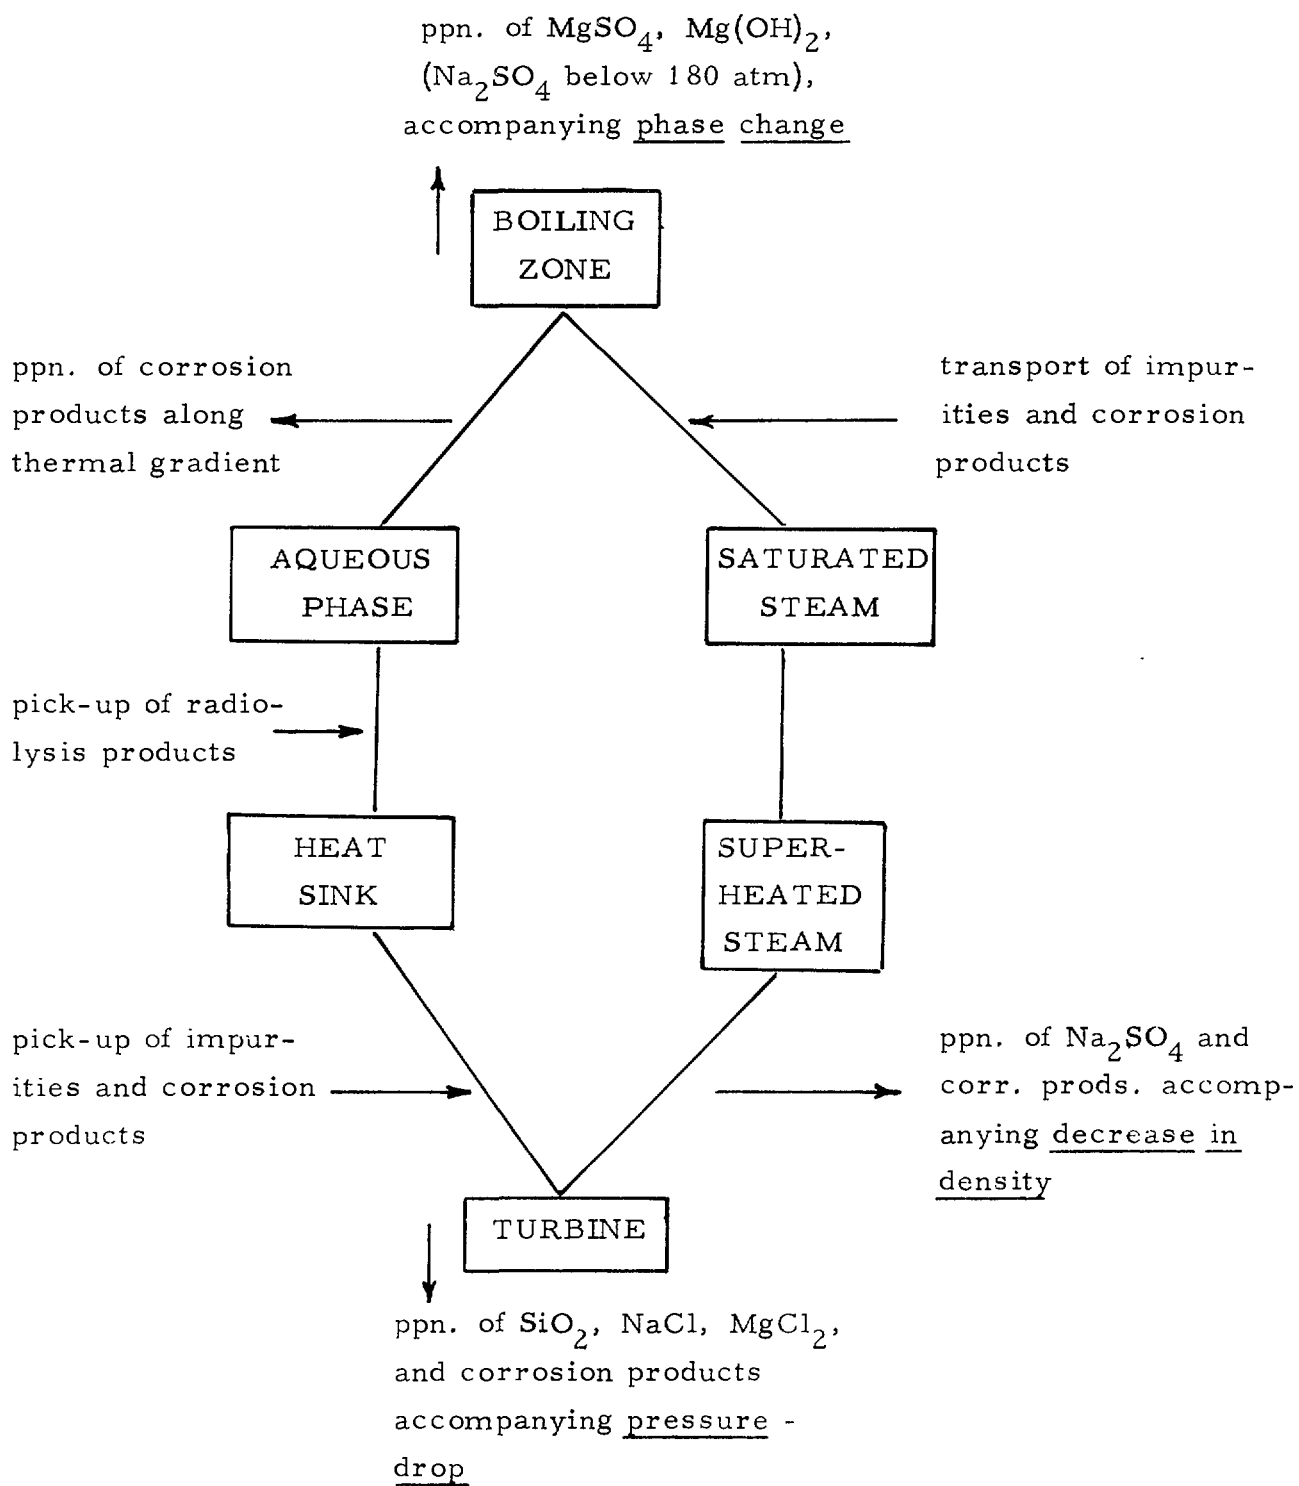 ppn. of MgSO4, Mg(OH)2,
(Na2SO4 below 180 atm),
accompanying phase change
BOILING
ZONE
ppn. of corrosion
products along
thermal gradient
transport of impur-
ities and corrosion
products
AQUEOUS
PHASE
SATURATED
STEAM
pick-up of radio-
lysis products
HEAT
SINK
SUPER-
HEATED
STEAM
pick-up of impur-
ities and corrosion
products
ppn. of Na2SO4 and
corr. prods. accomp-
anying decrease in
density
TURBINE
ppn. of SiO2, NaCl, MgCl2,
and corrosion products
accompanying pressure -
drop